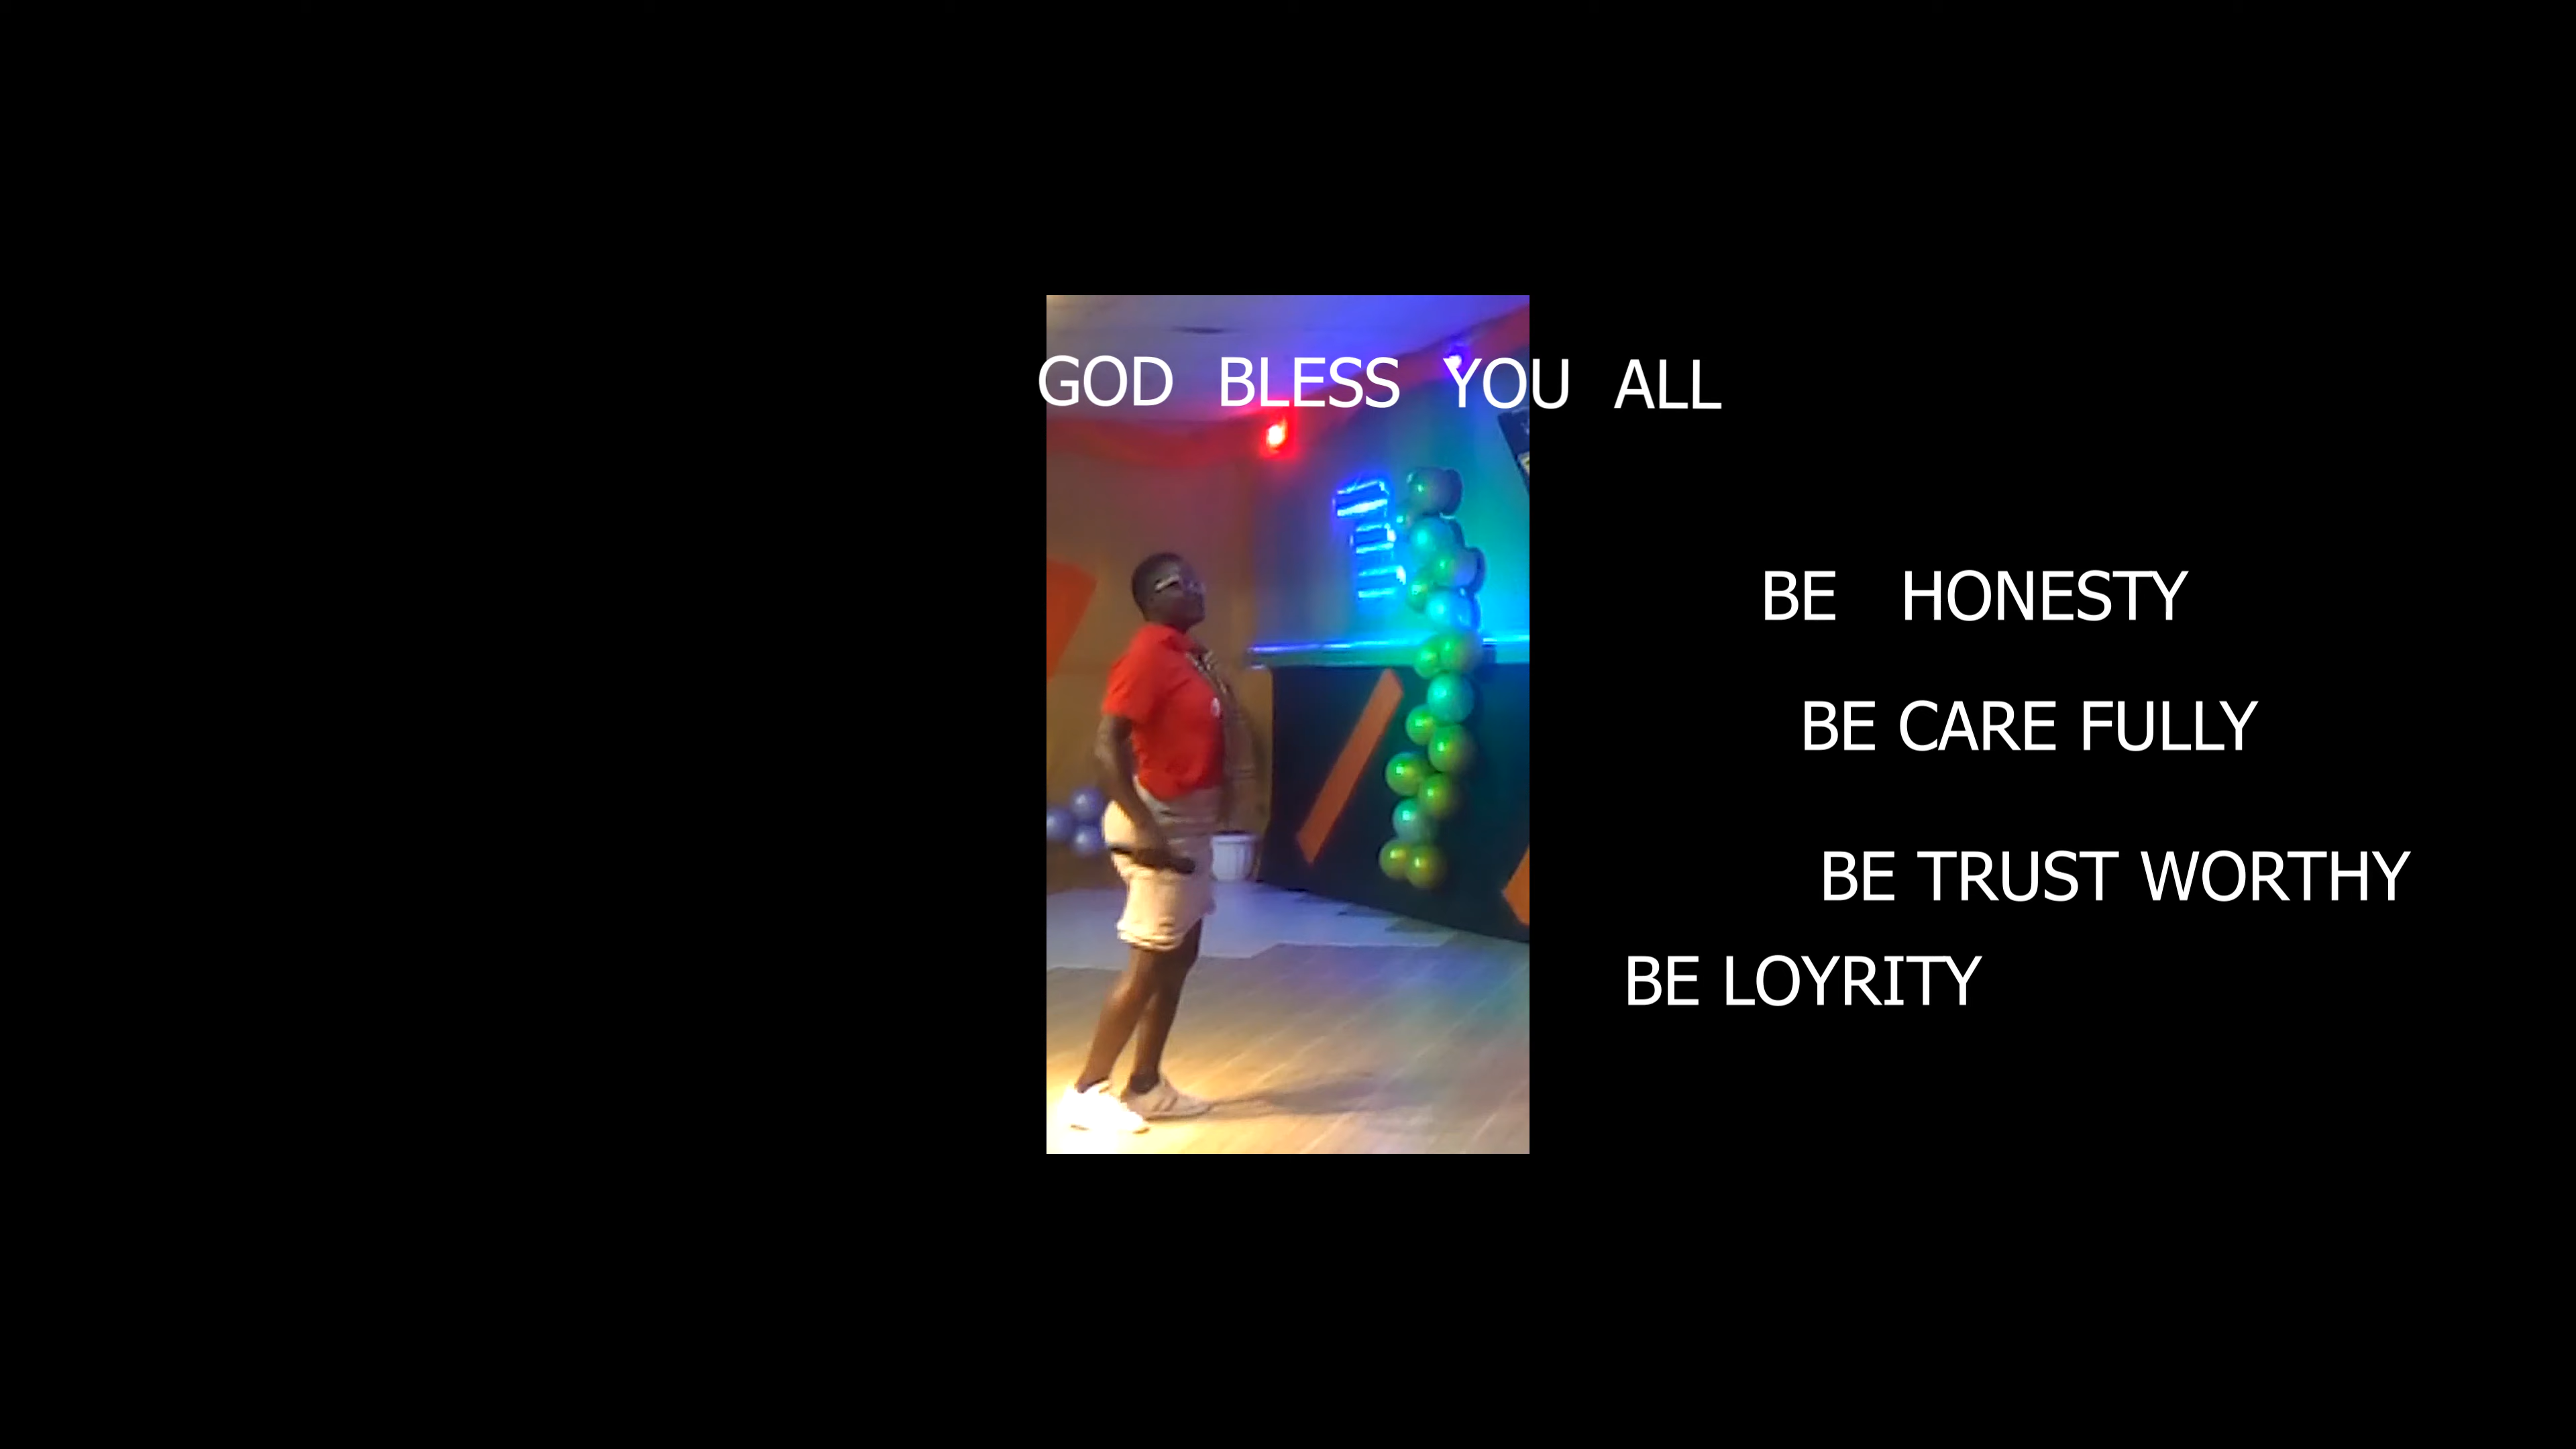 GOD BLESS YOU ALL
BE HONESTY
BE CARE FULLY
BE TRUST WORTHY
BE LOYRITY